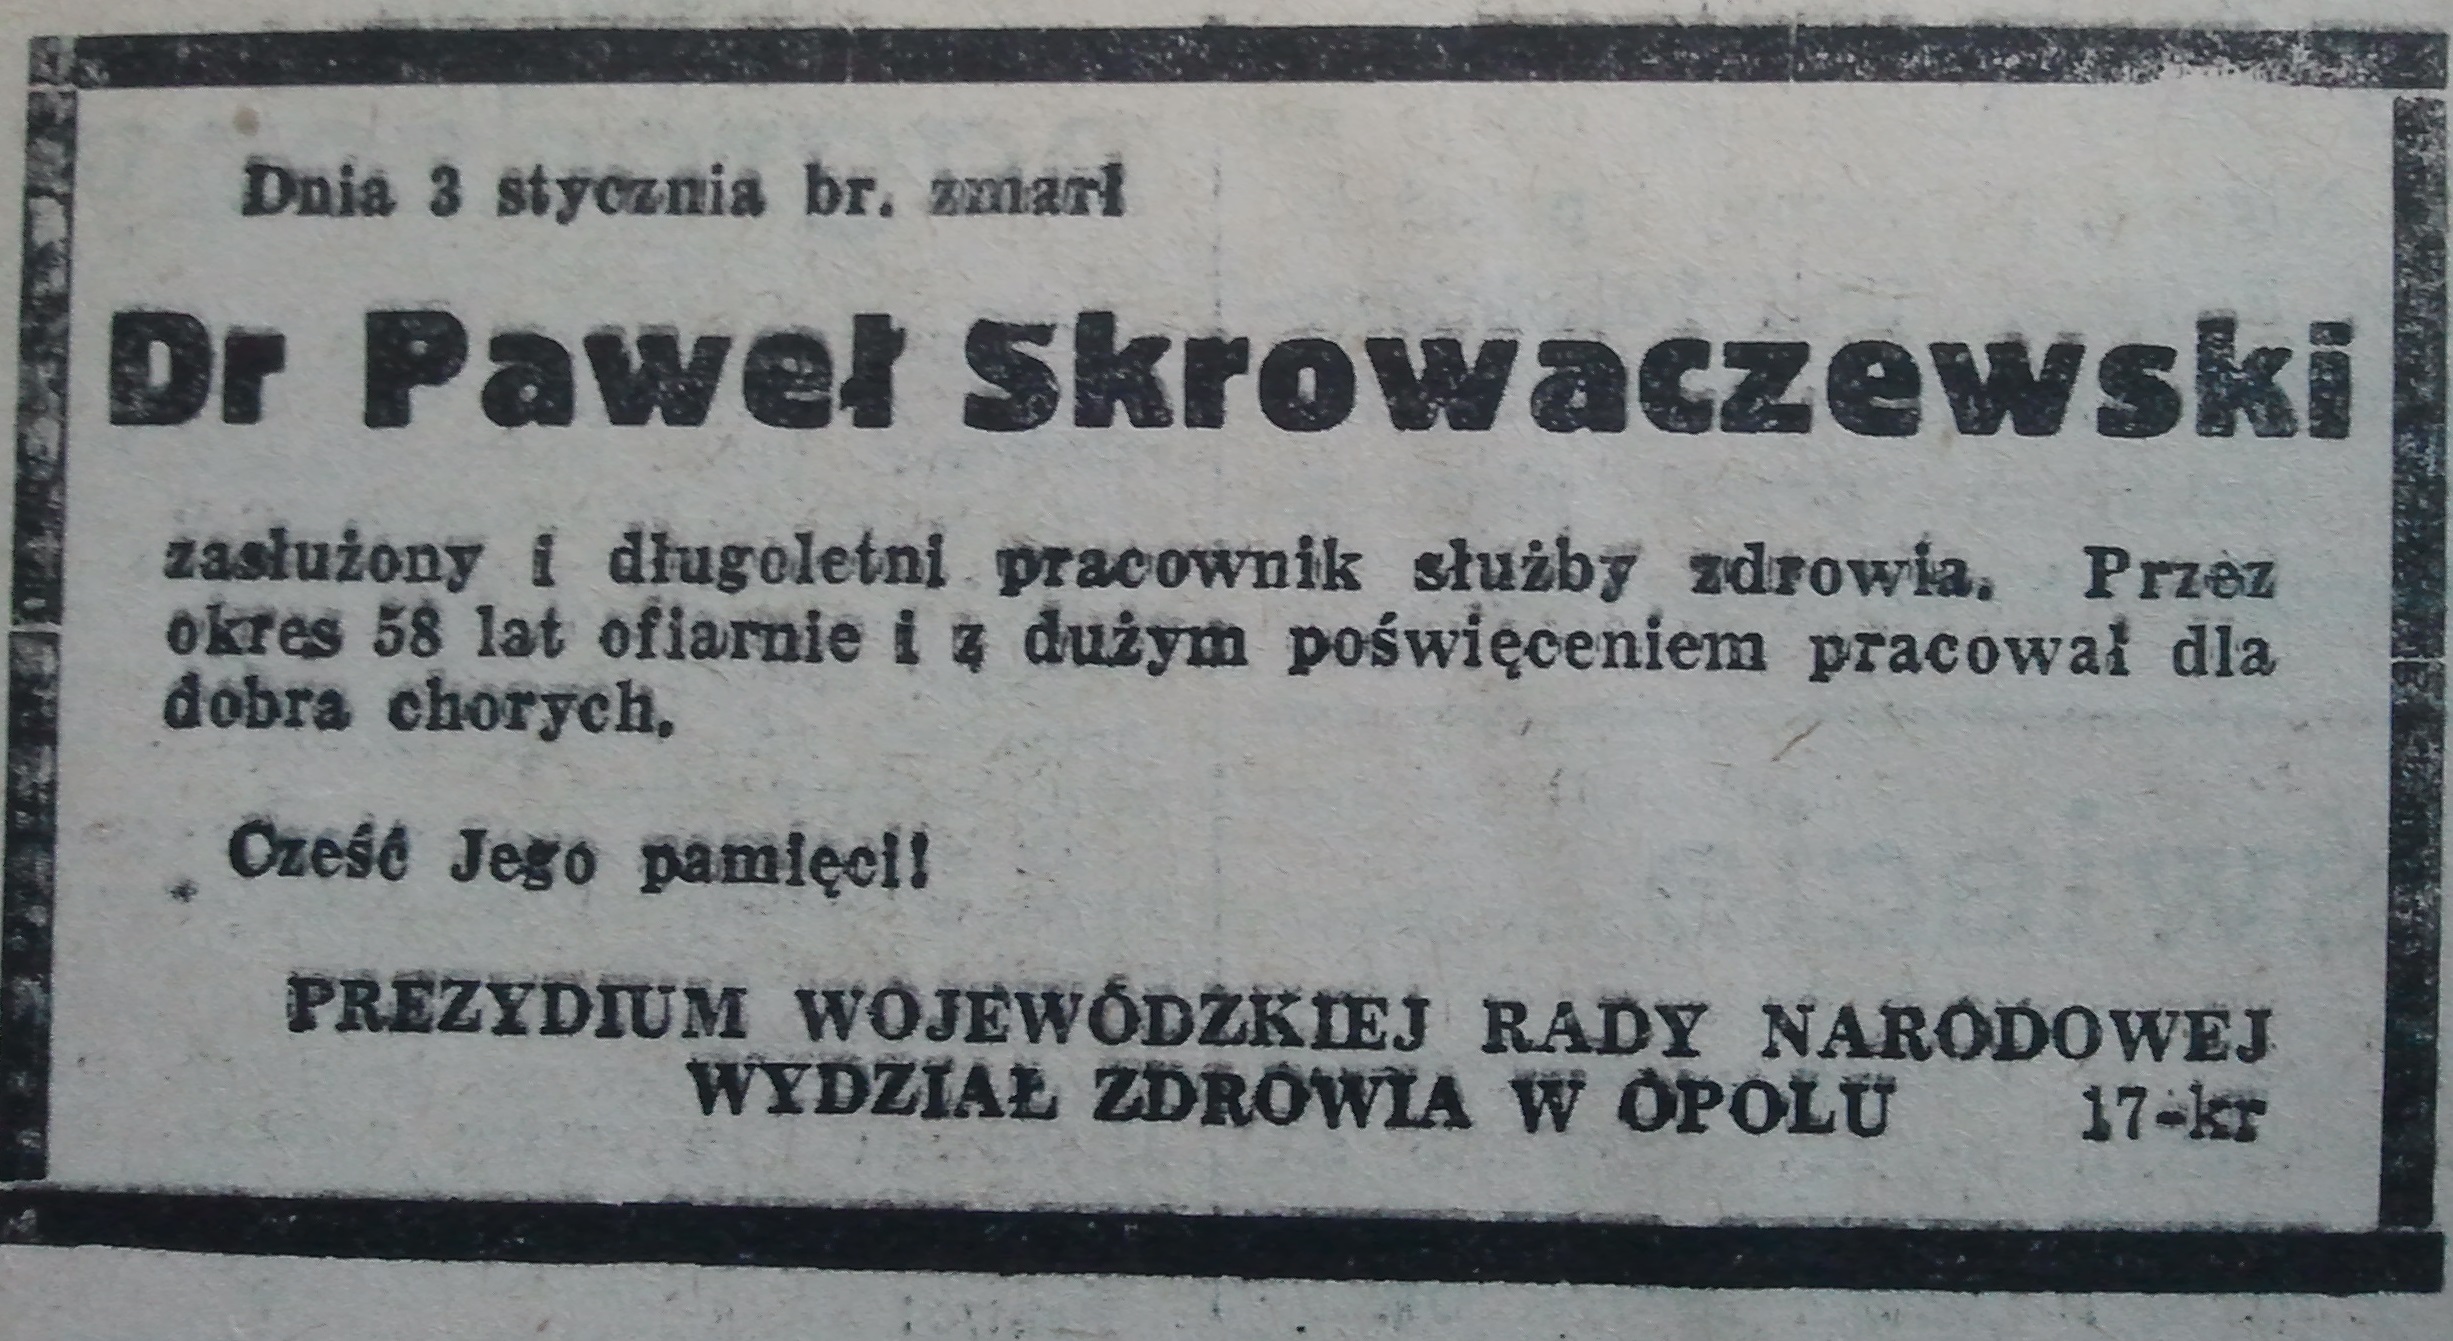 Dnia 3 stycznia br. zmarł
Dr Paweł Skrowaczewski
zasłużony i długoletni pracownik służby zdrowia. Przez
okres 58 lat ofiarnie i z dużym poświęceniem pracował dla
dobra chorych.
Cześć Jego pamięci!
PREZYDIUM WOJEWÓDZKIEJ RADY NARODOWEJ
WYDZIAŁ ZDROWIA W OPOLU 17-kr